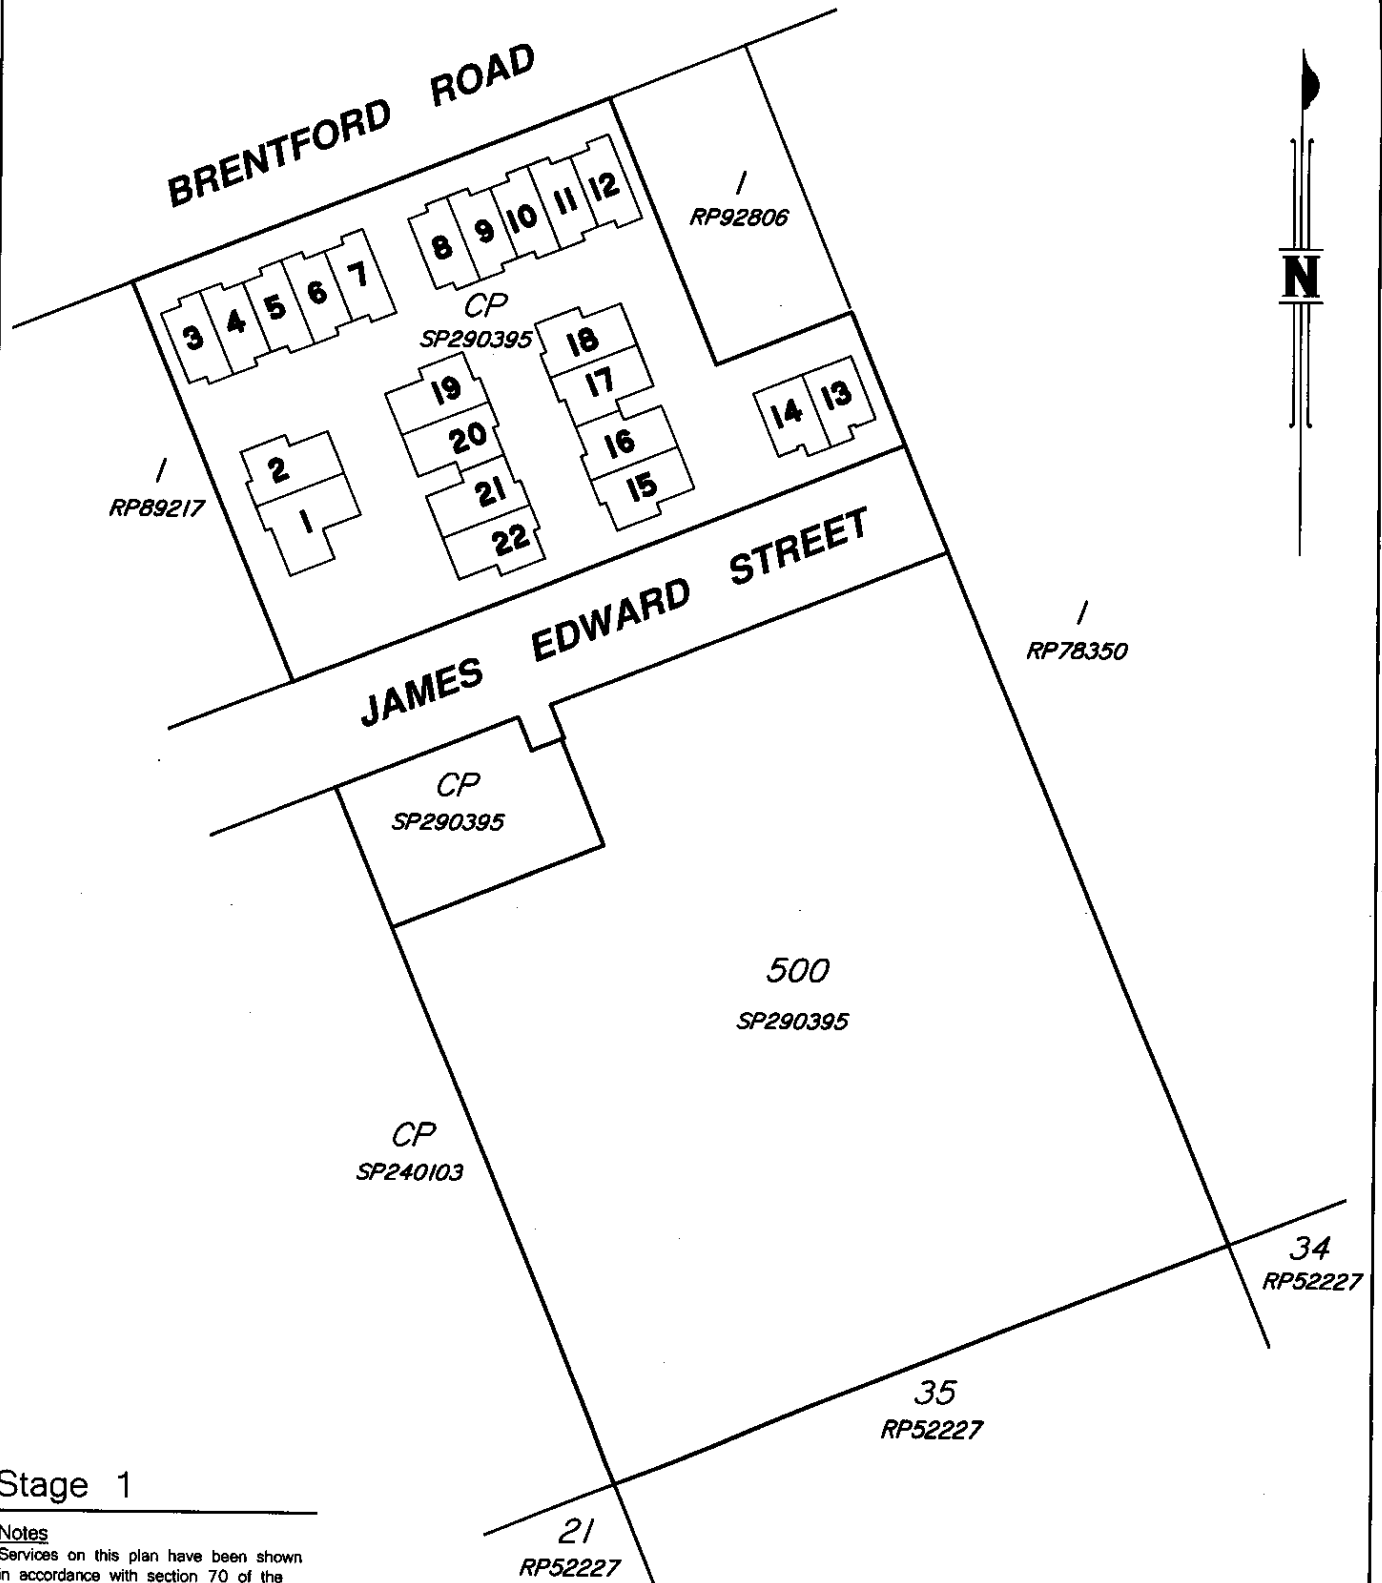 BRENTFORD ROAD
N
1
RP92806
12
11
10
9
8
7
6
5
4
3
CP
SP290395
18
17
16
15
19
20
21
22
14
13
2
1
1
RP89217
JAMES EDWARD STREET
1
RP78350
CP
SP290395
500
SP290395
CP
SP240103
34
RP52227
35
RP52227
21
RP52227
Stage 1
Notes
Services on this plan have been shown
in accordance with section 70 of the